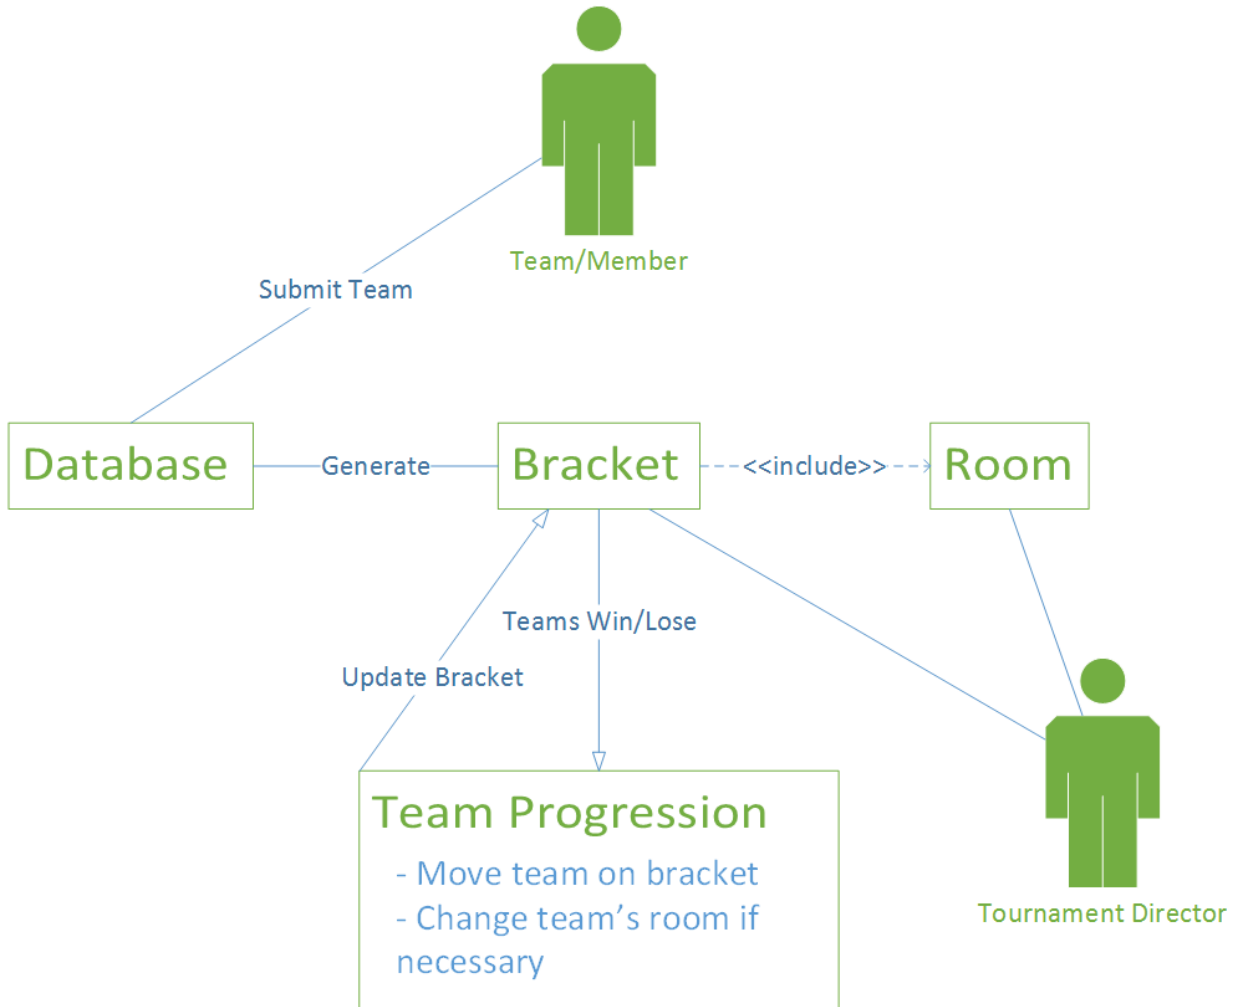 Team/Member
Submit Team
Database
Generate
Bracket
<<include>>
Room
Teams Win/Lose
Update Bracket
Team Progression
- Move team on bracket
- Change team’s room if
necessary
Tournament Director